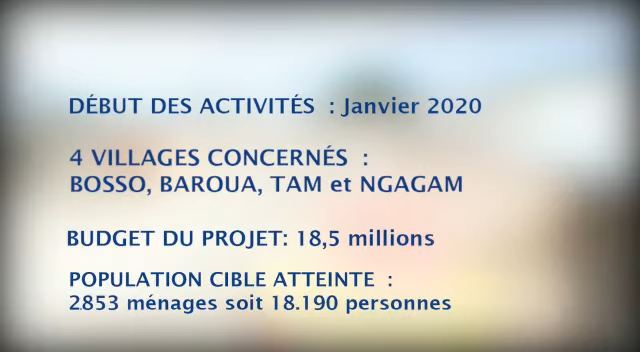 DÉBUT DES ACTIVITÉS : Janvier 2020
4 VILLAGES CONCERNÉS :
BOSSO, BAROUA, TAM et NGAGAM
BUDGET DU PROJET: 18,5 millions
POPULATION CIBLE ATTEINTE :
2853 ménages soit 18.190 personnes